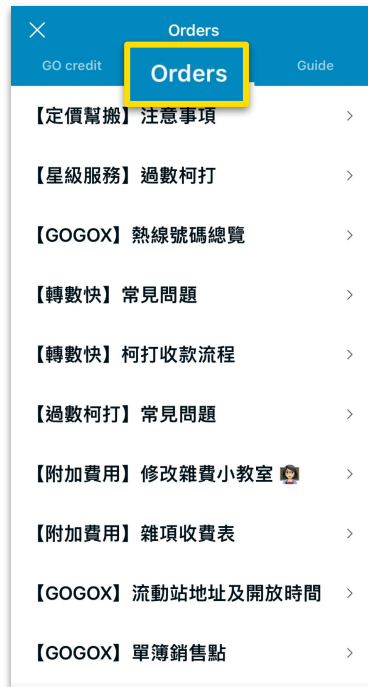 Orders
GO credit
Orders
Guide
【定價幫搬】注意事項
【星級服務】過數柯打
【GOGOX】熱線號碼總覽
【轉數快】常見問題
【轉數快】柯打收款流程
【過數柯打】常見問題
【附加費用】修改雜費小教室 👩🏻‍🏫
【附加費用】雜項收費表
【GOGOX】流動站地址及開放時間
【GOGOX】單簿銷售點